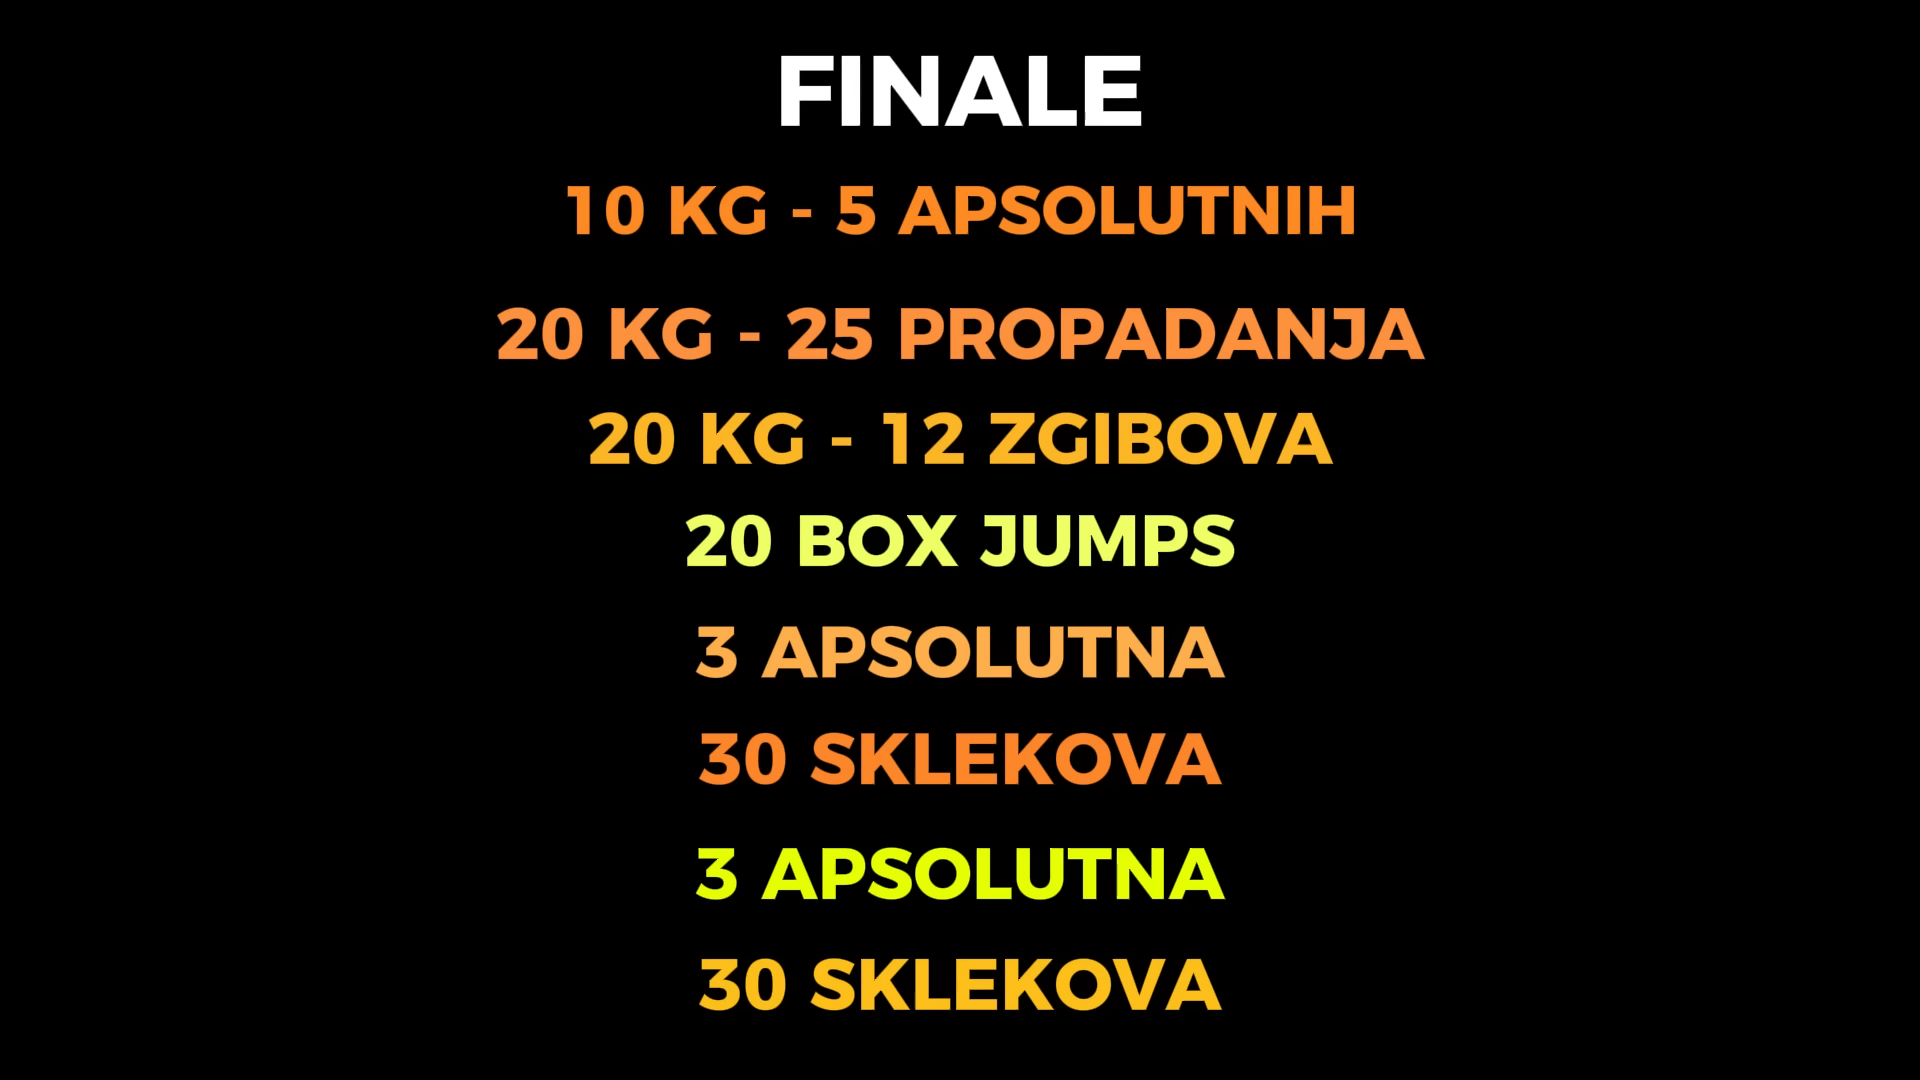 FINALE
10 KG - 5 APSOLUTNIH
20 KG - 25 PROPADANJA
20 KG - 12 ZGIBOVA
20 BOX JUMPS
3 APSOLUTNA
30 SKLEKOVA
3 APSOLUTNA
30 SKLEKOVA